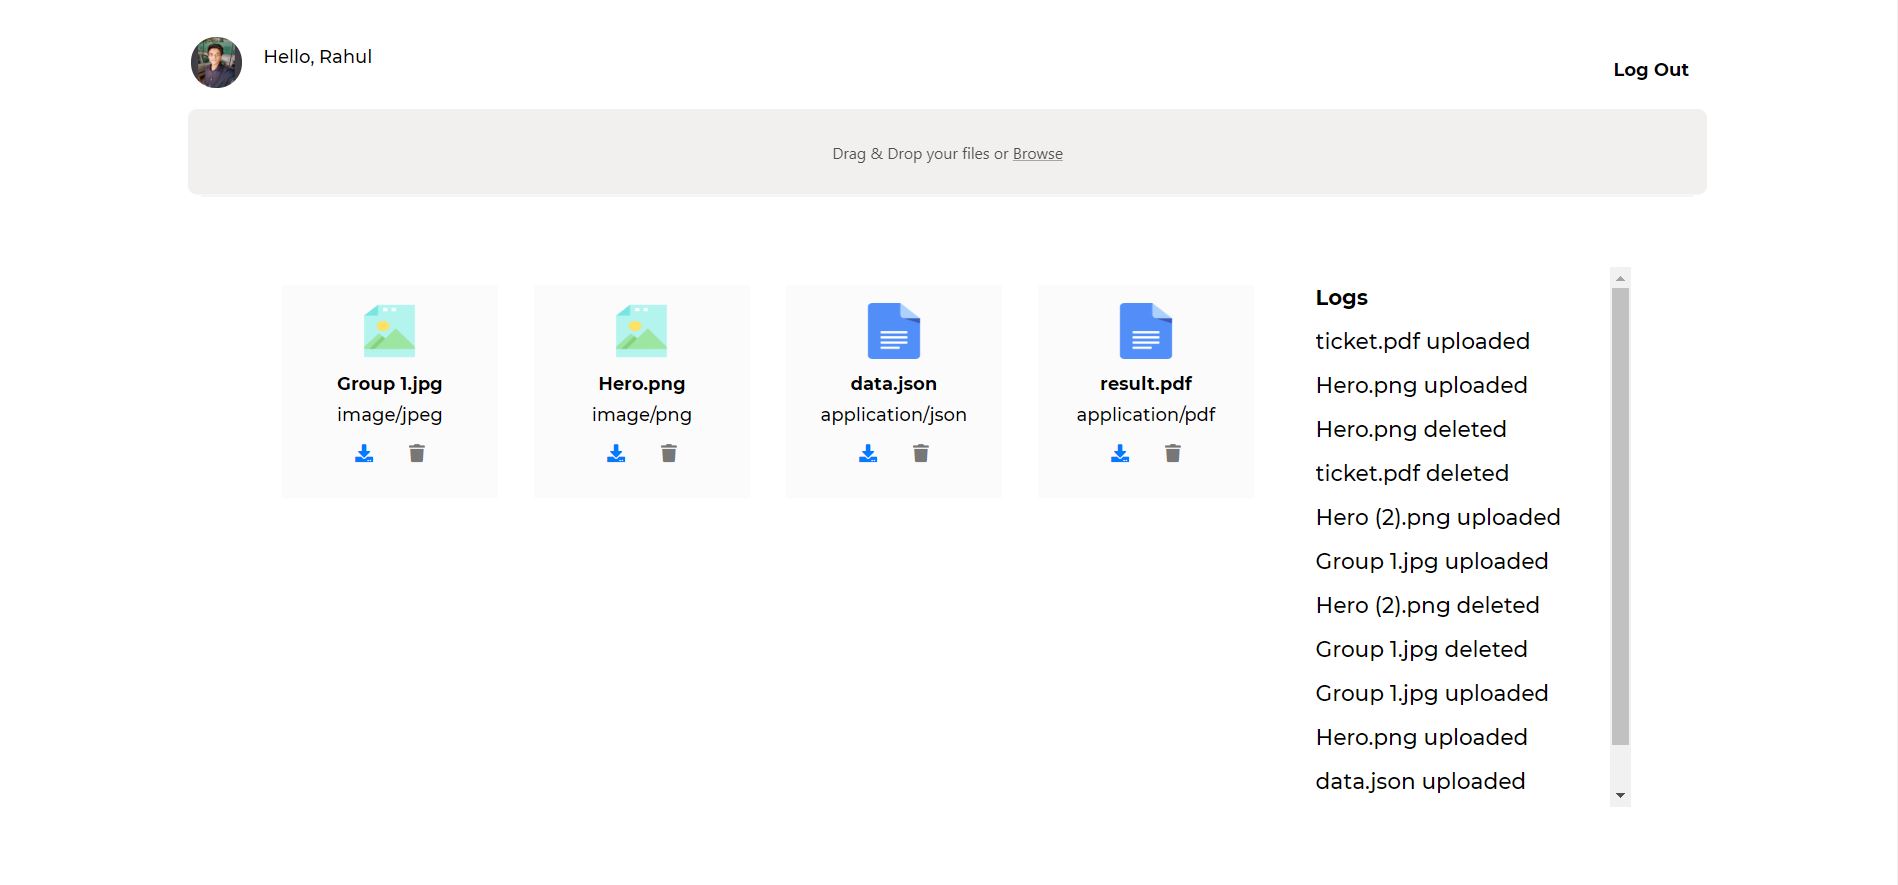 Hello, Rahul
Log Out
Drag & Drop your files or Browse
Group 1.jpg
image/jpeg
Hero.png
image/png
data.json
application/json
result.pdf
application/pdf
Logs
ticket.pdf uploaded
Hero.png uploaded
Hero.png deleted
ticket.pdf deleted
Hero (2).png uploaded
Group 1.jpg uploaded
Hero (2).png deleted
Group 1.jpg deleted
Group 1.jpg uploaded
Hero.png uploaded
data.json uploaded